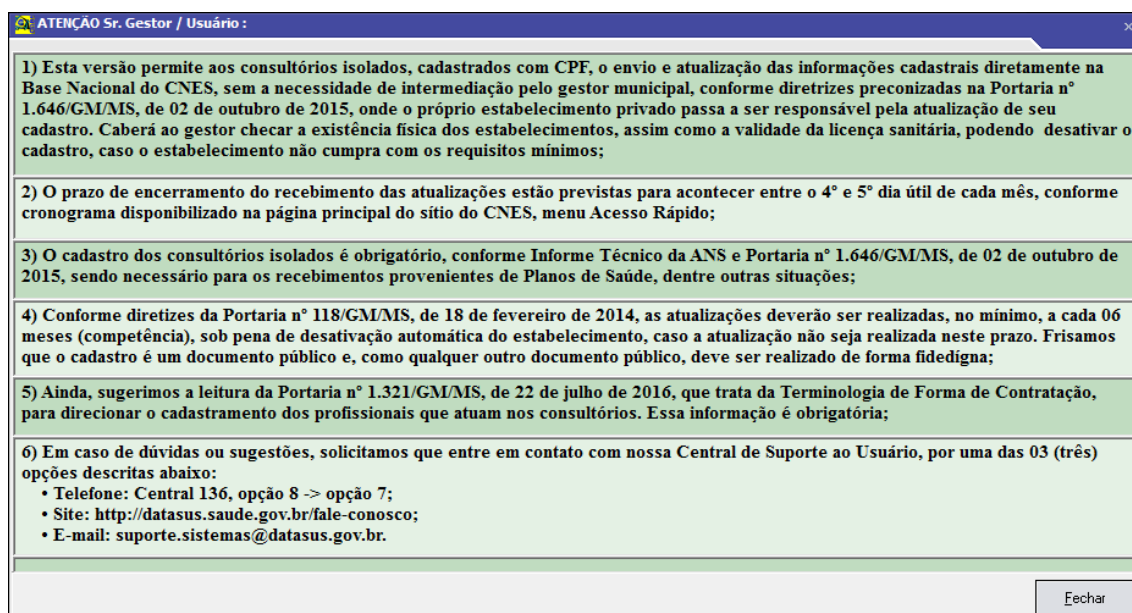 ATENÇÃO Sr. Gestor / Usuário :
1) Esta versão permite aos consultórios isolados, cadastrados com CPF, o envio e atualização das informações cadastrais diretamente na
Base Nacional do CNES, sem a necessidade de intermediação pelo gestor municipal, conforme diretrizes preconizadas na Portaria nº
1.646/GM/MS, de 02 de outubro de 2015, onde o próprio estabelecimento privado passa a ser responsável pela atualização de seu
cadastro. Caberá ao gestor checar a existência física dos estabelecimentos, assim como a validade da licença sanitária, podendo desativar o
cadastro, caso o estabelecimento não cumpra com os requisitos mínimos;
2) O prazo de encerramento do recebimento das atualizações estão previstas para acontecer entre o 4º e 5º dia útil de cada mês, conforme
cronograma disponibilizado na página principal do sítio do CNES, menu Acesso Rápido;
3) O cadastro dos consultórios isolados é obrigatório, conforme Informe Técnico da ANS e Portaria nº 1.646/GM/MS, de 02 de outubro de
2015, sendo necessário para os recebimentos provenientes de Planos de Saúde, dentre outras situações;
4) Conforme diretizes da Portaria nº 118/GM/MS, de 18 de fevereiro de 2014, as atualizações deverão ser realizadas, no mínimo, a cada 06
meses (competência), sob pena de desativação automática do estabelecimento, caso a atualização não seja realizada neste prazo. Frisamos
que o cadastro é um documento público e, como qualquer outro documento público, deve ser realizado de forma fidedígna;
5) Ainda, sugerimos a leitura da Portaria nº 1.321/GM/MS, de 22 de julho de 2016, que trata da Terminologia de Forma de Contratação,
para direcionar o cadastramento dos profissionais que atuam nos consultórios. Essa informação é obrigatória;
6) Em caso de dúvidas ou sugestões, solicitamos que entre em contato com nossa Central de Suporte ao Usuário, por uma das 03 (três)
opções descritas abaixo:
• Telefone: Central 136, opção 8 -> opção 7;
• Site: http://datasus.saude.gov.br/fale-conosco;
• E-mail: suporte.sistemas@datasus.gov.br.
Fechar